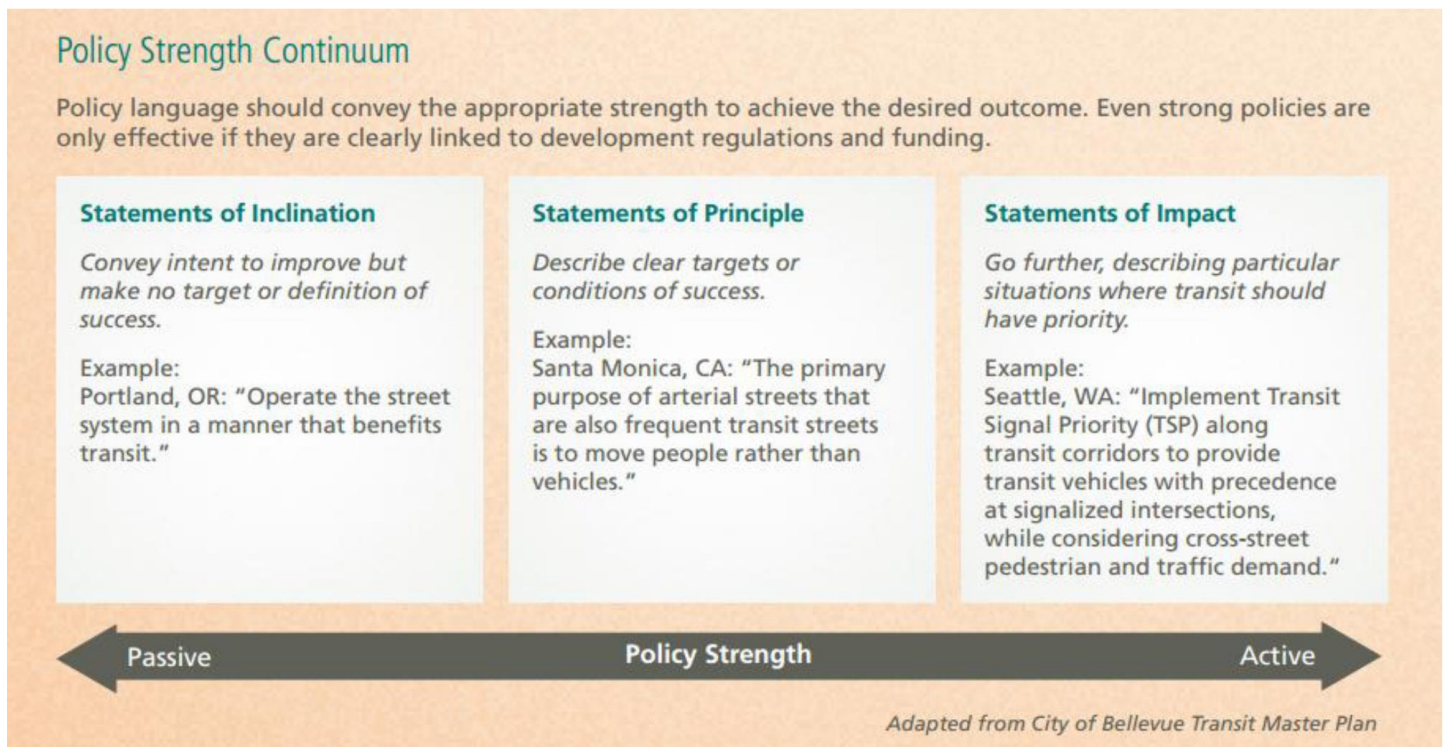 Policy Strength Continuum
Policy language should convey the appropriate strength to achieve the desired outcome. Even strong policies are
only effective if they are clearly linked to development regulations and funding.
Statements of Inclination
Convey intent to improve but
make no target or definition of
success.
Example:
Portland, OR: “Operate the street
system in a manner that benefits
transit.”
Statements of Principle
Describe clear targets or
conditions of success.
Example:
Santa Monica, CA: “The primary
purpose of arterial streets that
are also frequent transit streets
is to move people rather than
vehicles.”
Statements of Impact
Go further, describing particular
situations where transit should
have priority.
Example:
Seattle, WA: “Implement Transit
Signal Priority (TSP) along
transit corridors to provide
transit vehicles with precedence
at signalized intersections,
while considering cross-street
pedestrian and traffic demand.”
Passive
Policy Strength
Active
Adapted from City of Bellevue Transit Master Plan